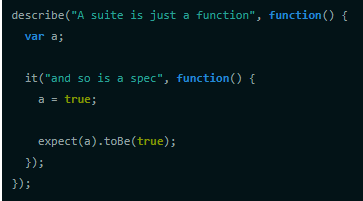 describe("A suite is just a function", function() {
  var a;

  it("and so is a spec", function() {
    a = true;

    expect(a).toBe(true);
  });
});